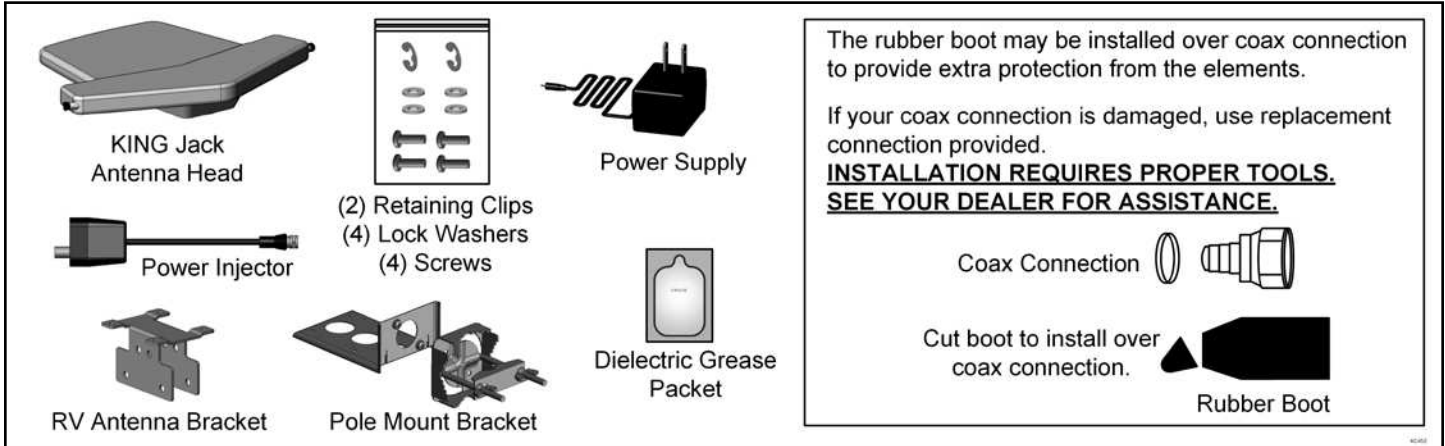 KING Jack
Antenna Head
(2) Retaining Clips
(4) Lock Washers
(4) Screws
Power Supply
Power Injector
RV Antenna Bracket
Pole Mount Bracket
Dielectric Grease
Packet
The rubber boot may be installed over coax connection
to provide extra protection from the elements.
If your coax connection is damaged, use replacement
connection provided.
INSTALLATION REQUIRES PROPER TOOLS.
SEE YOUR DEALER FOR ASSISTANCE.
Coax Connection
Cut boot to install over
coax connection.
Rubber Boot